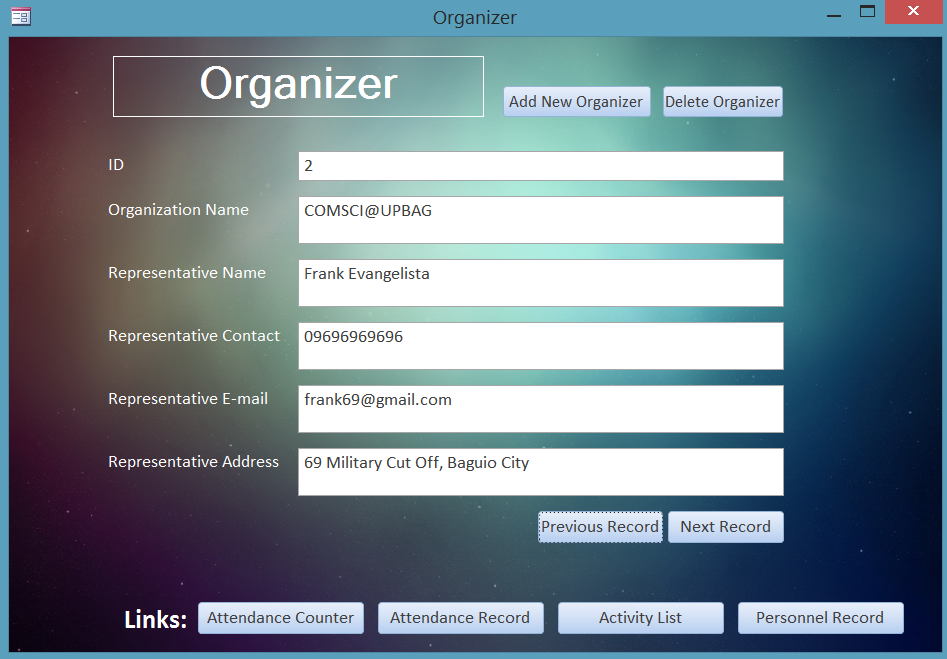 Organizer
Organizer
Add New Organizer Delete Organizer
ID 2
Organization Name COMSCI@UPBAG
Representative Name Frank Evangelista
Representative Contact 09696969696
Representative E-mail frank69@gmail.com
Representative Address 69 Military Cut Off, Baguio City
Previous Record Next Record
Links: Attendance Counter Attendance Record Activity List Personnel Record